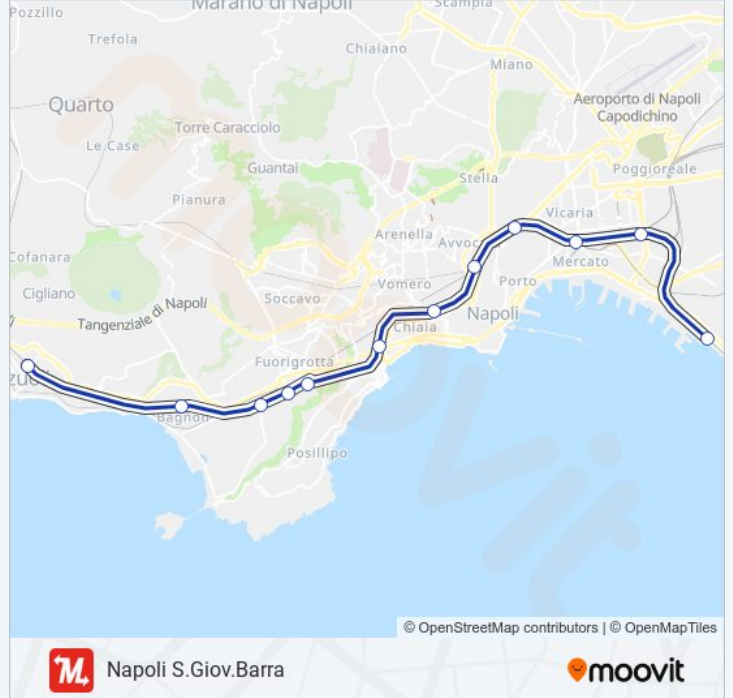 Pozzillo
Marano di Napoli
Scampia
Trefola
Chiaiano
Miano
Quarto
Aeroporto di Napoli
Capodichino
Torre Caracciolo
Le Case
Guantai
Poggioreale
Stella
Pianura
Vicaria
Arenella
Avvoc
Cofanara
Mercato
Cigliano
Vomero
Porto
Soccavo
Tangenziale di Napoli
Napoli
Chiaia
Fuorigrotta
zuoli
Bagnoli
Posillipo
moovit
© OpenStreetMap contributors | © OpenMapTiles
M
Napoli S.Giov.Barra
moovit